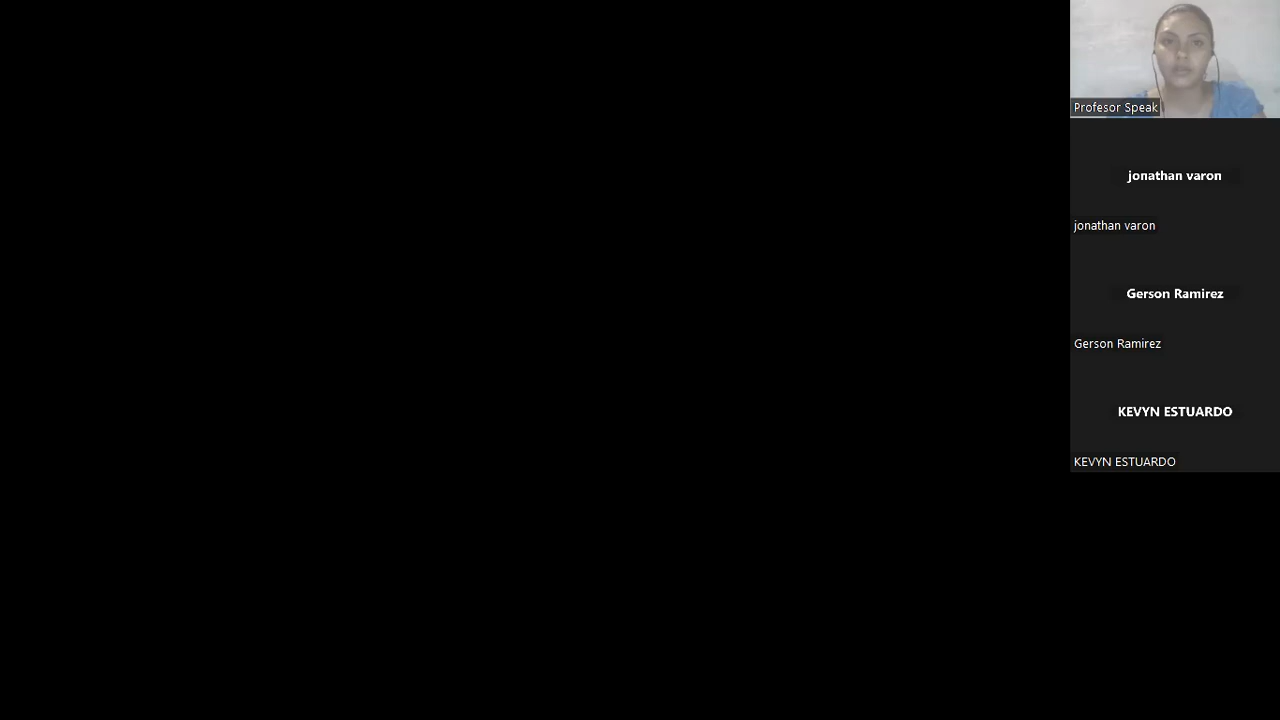 Profesor Speak
jonathan varon
jonathan varon
Gerson Ramirez
Gerson Ramirez
KEVYN ESTUARDO
KEVYN ESTUARDO